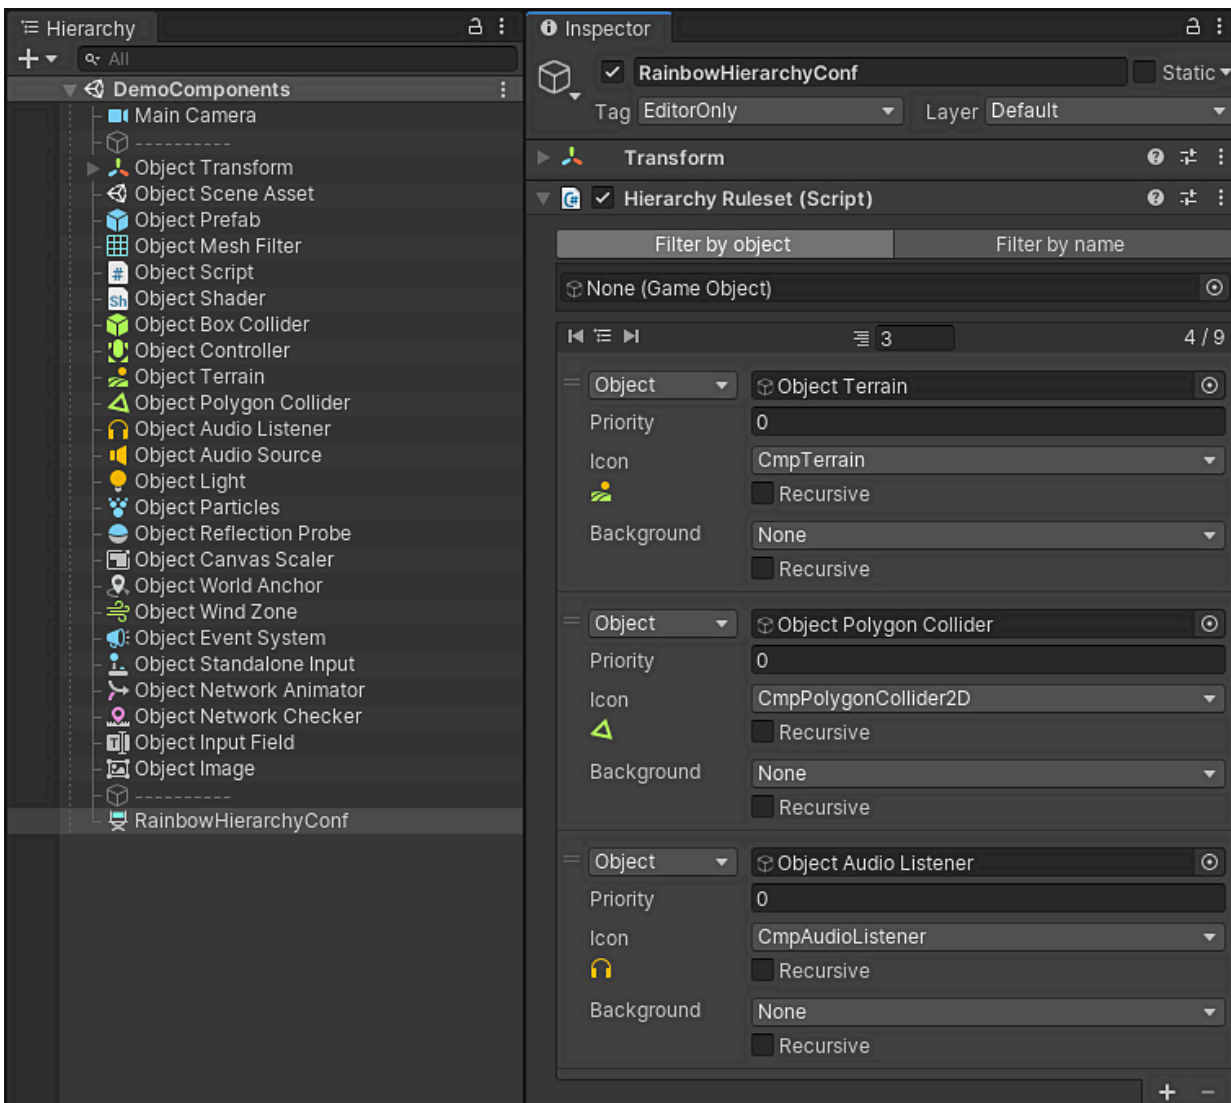 Hierarchy
All
DemoComponents
Main Camera
----------
Object Transform
Object Scene Asset
Object Prefab
Object Mesh Filter
# Object Script
Sh Object Shader
Object Box Collider
Object Controller
Object Terrain
Object Polygon Collider
Object Audio Listener
Object Audio Source
Object Light
Object Particles
Object Reflection Probe
Object Canvas Scaler
Object World Anchor
Object Wind Zone
Object Event System
Object Standalone Input
Object Network Animator
Object Network Checker
Object Input Field
Object Image
----------
RainbowHierarchyConf
Inspector
RainbowHierarchyConf Static
Tag EditorOnly Layer Default
Transform
Hierarchy Ruleset (Script)
Filter by object Filter by name
None (Game Object)
3 4 / 9
Object Object Terrain
Priority 0
Icon CmpTerrain
Recursive
Background None
Recursive
Object Object Polygon Collider
Priority 0
Icon CmpPolygonCollider2D
Recursive
Background None
Recursive
Object Object Audio Listener
Priority 0
Icon CmpAudioListener
Recursive
Background None
Recursive
+ −